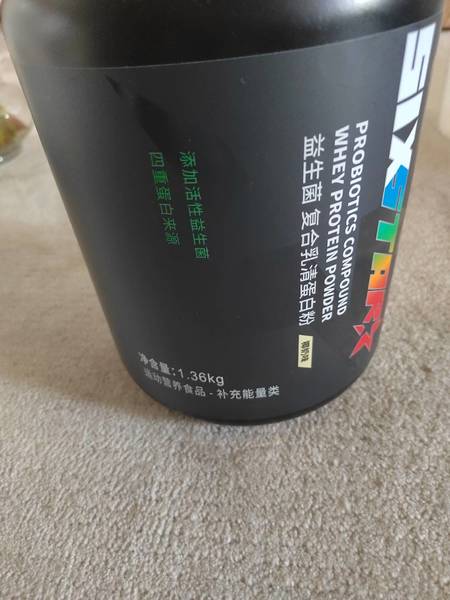 SIXSTARX
PROBIOTICS COMPOUND
WHEY PROTEIN POWDER
益生菌 复合乳清蛋白粉
添加活性益生菌
四重蛋白来源
净含量:1.36kg
运动营养食品 - 补充能量类